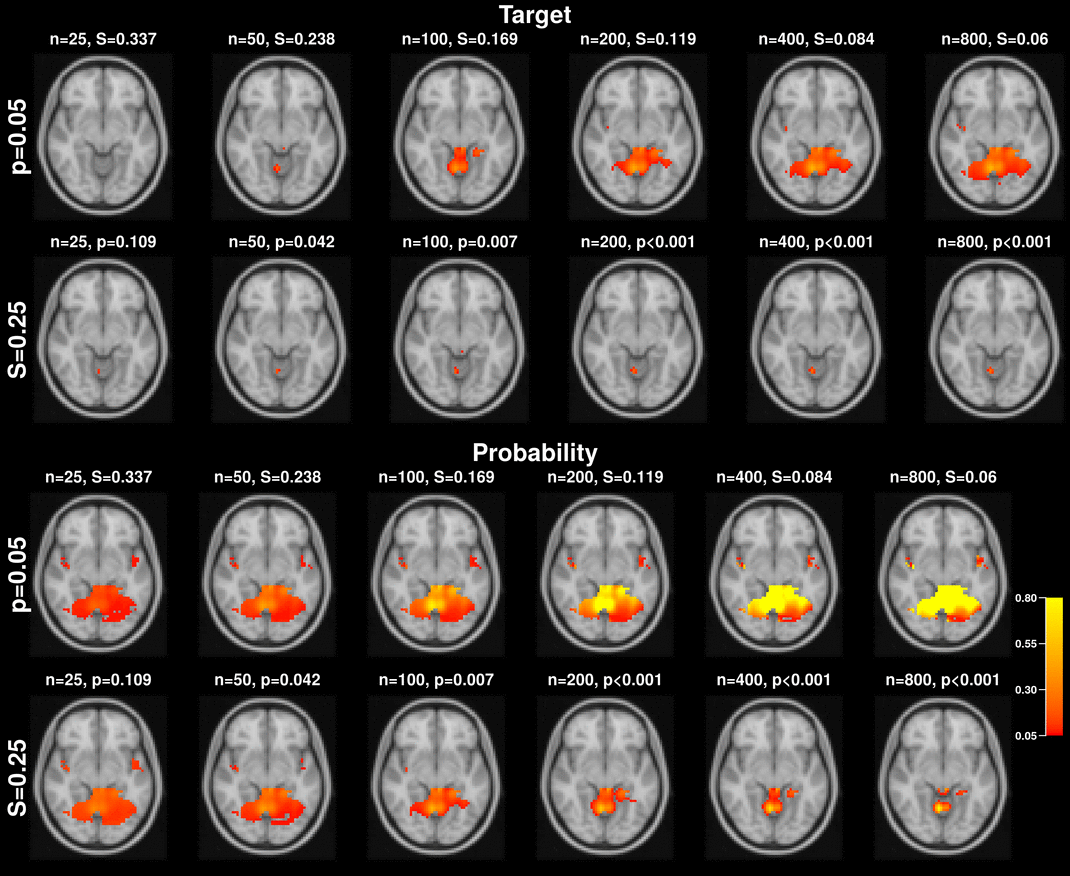 Target
n=25, S=0.337 n=50, S=0.238 n=100, S=0.169 n=200, S=0.119 n=400, S=0.084 n=800, S=0.06
p=0.05
n=25, p=0.109 n=50, p=0.042 n=100, p=0.007 n=200, p<0.001 n=400, p<0.001 n=800, p<0.001
S=0.25
Probability
n=25, S=0.337 n=50, S=0.238 n=100, S=0.169 n=200, S=0.119 n=400, S=0.084 n=800, S=0.06
p=0.05
0.80
0.55
0.30
0.05
n=25, p=0.109 n=50, p=0.042 n=100, p=0.007 n=200, p<0.001 n=400, p<0.001 n=800, p<0.001
S=0.25